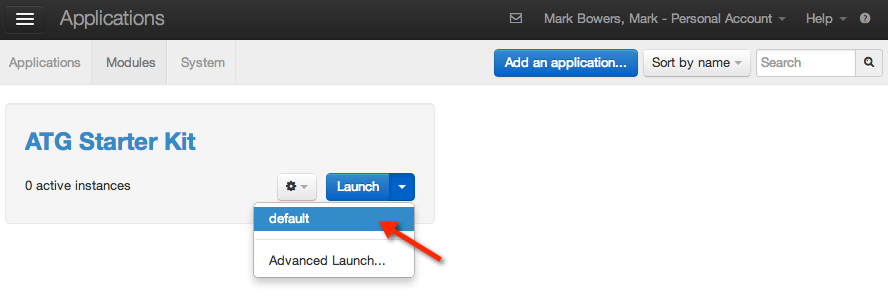 Applications Mark Bowers, Mark - Personal Account Help
Applications Modules System Add an application... Sort by name Search
ATG Starter Kit
0 active instances Launch
default
Advanced Launch...